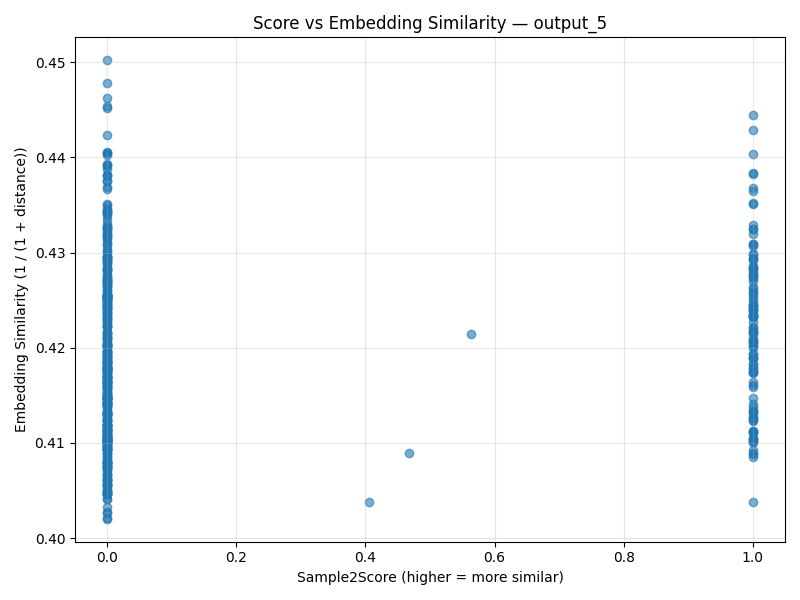 Score vs Embedding Similarity — output_5
Embedding Similarity (1 / (1 + distance))
0.45
0.44
0.43
0.42
0.41
0.40
0.0 0.2 0.4 0.6 0.8 1.0
Sample2Score (higher = more similar)